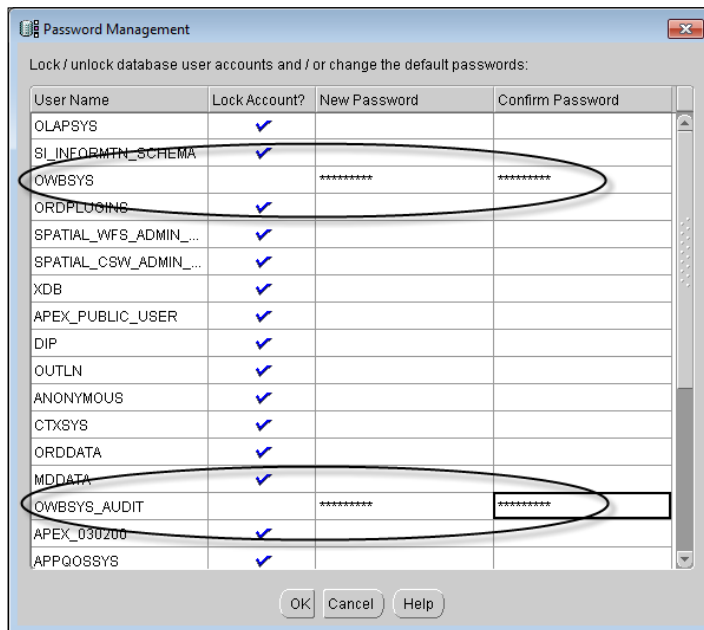 Password Management
Lock / unlock database user accounts and / or change the default passwords:
User Name Lock Account? New Password Confirm Password
OLAPSYS
SI_INFORMTN_SCHEMA
OWBSYS ********* *********
ORDPLUGINS
SPATIAL_WFS_ADMIN_...
SPATIAL_CSW_ADMIN_...
XDB
APEX_PUBLIC_USER
DIP
OUTLN
ANONYMOUS
CTXSYS
ORDDATA
MDDATA
OWBSYS_AUDIT ********* *********
APEX_030200
APPQOSSYS
OK Cancel Help